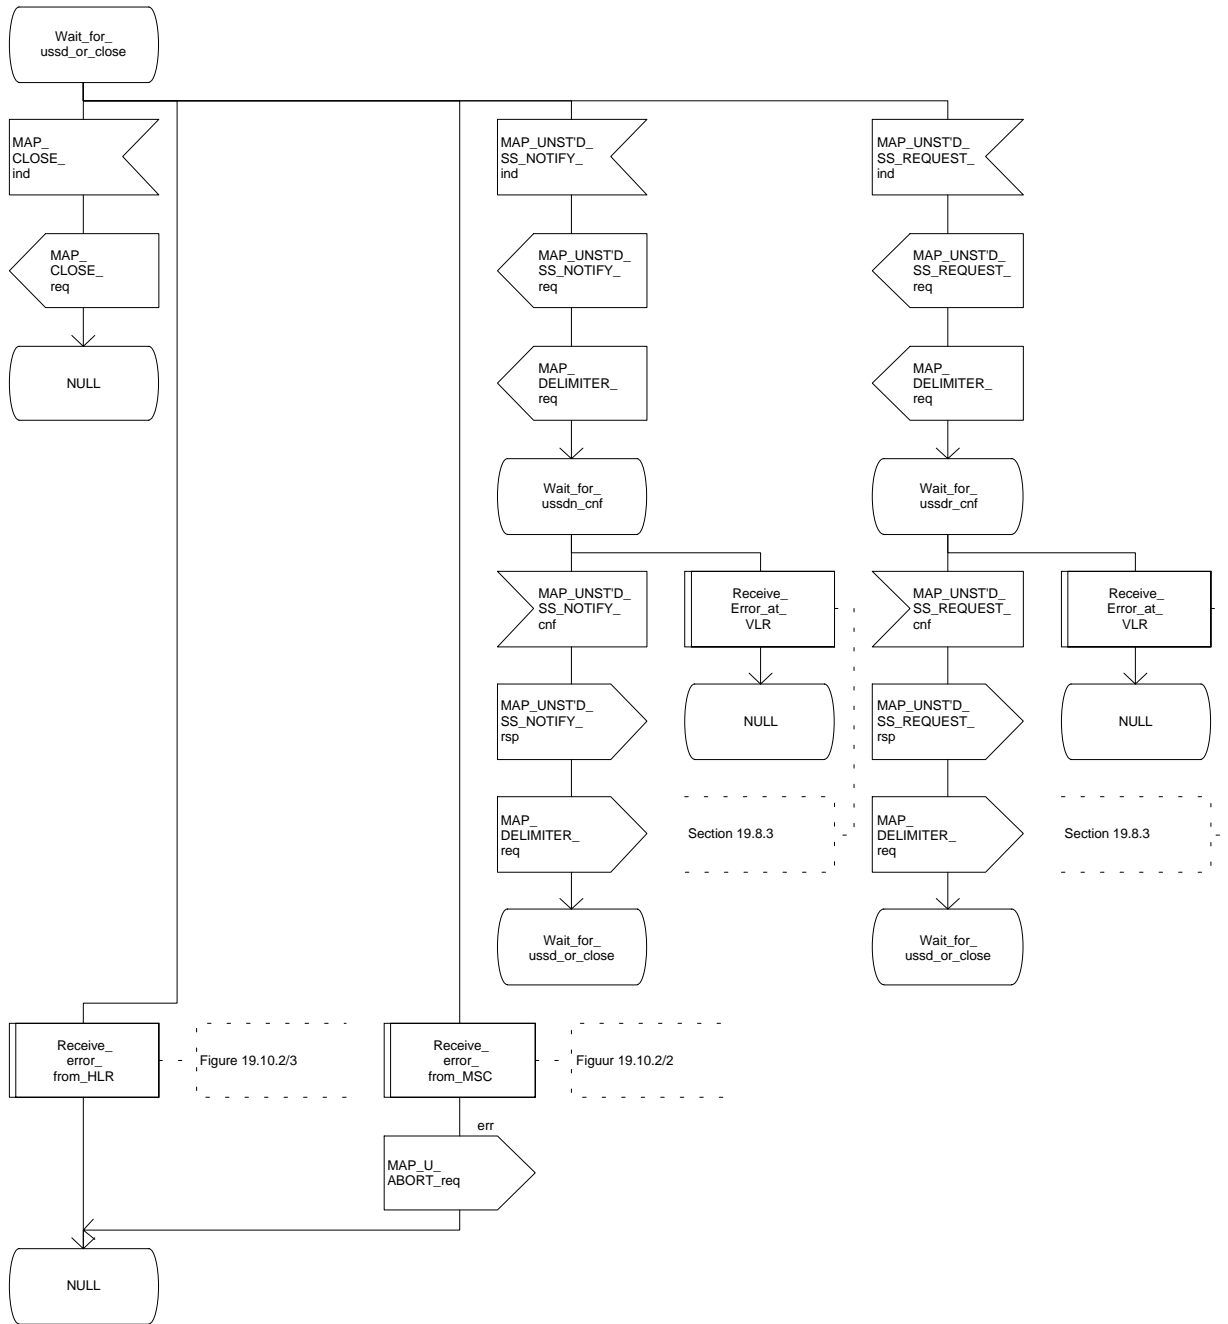 Wait_for_
ussd_or_close
MAP_
CLOSE_
ind
MAP_UNST'D_
SS_NOTIFY_
ind
MAP_UNST'D_
SS_REQUEST_
ind
MAP_
CLOSE_
req
MAP_UNST'D_
SS_NOTIFY_
req
MAP_UNST'D_
SS_REQUEST_
req
NULL
MAP_
DELIMITER_
req
MAP_
DELIMITER_
req
Wait_for_
ussdn_cnf
Wait_for_
ussdr_cnf
MAP_UNST'D_
SS_NOTIFY_
cnf
Receive_
Error_at_
VLR
MAP_UNST'D_
SS_REQUEST_
cnf
Receive_
Error_at_
VLR
MAP_UNST'D_
SS_NOTIFY_
rsp
NULL
MAP_UNST'D_
SS_REQUEST_
rsp
NULL
MAP_
DELIMITER_
req
Section 19.8.3
MAP_
DELIMITER_
req
Section 19.8.3
Wait_for_
ussd_or_close
Wait_for_
ussd_or_close
Receive_
error_
from_HLR
Figure 19.10.2/3
Receive_
error_
from_MSC
Figuur 19.10.2/2
err
MAP_U_
ABORT_req
NULL